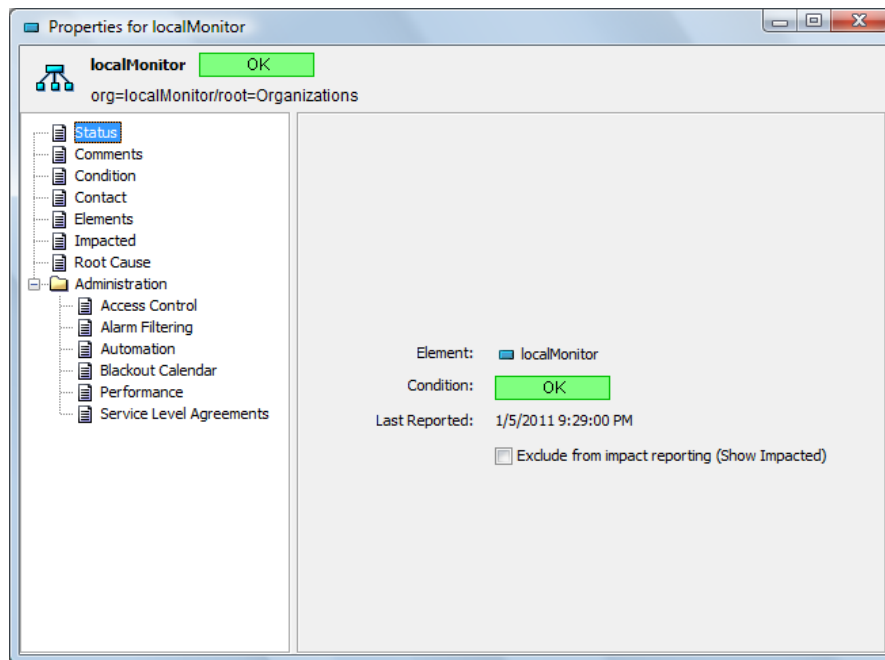 Properties for localMonitor
localMonitor OK
org=localMonitor/root=Organizations
Status
Comments
Condition
Contact
Elements
Impacted
Root Cause
Administration
Access Control
Alarm Filtering
Automation
Blackout Calendar
Performance
Service Level Agreements
Element: localMonitor
Condition: OK
Last Reported: 1/5/2011 9:29:00 PM
Exclude from impact reporting (Show Impacted)